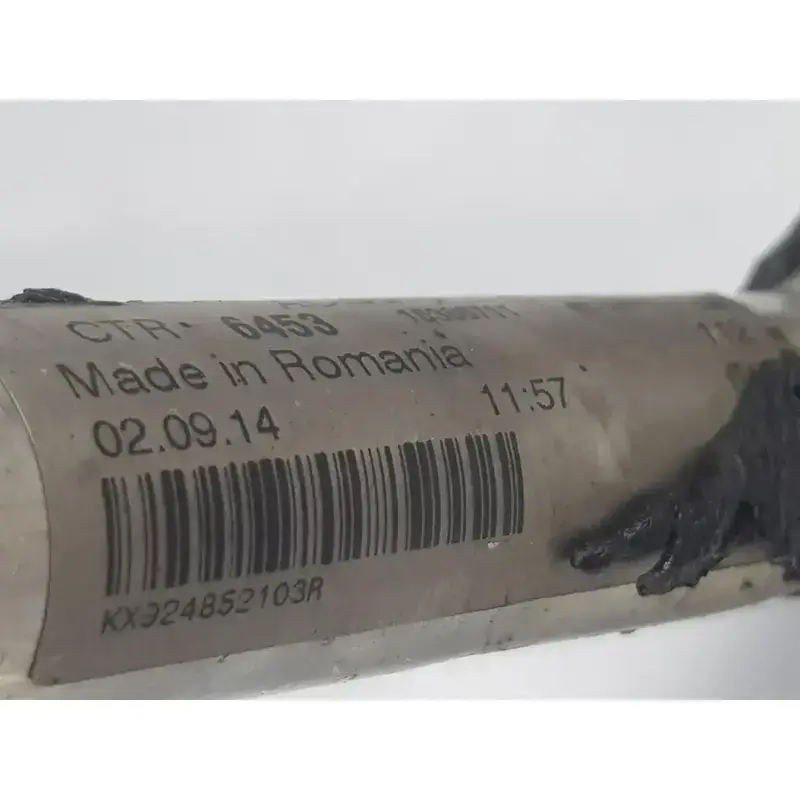 CTR- 6453
Made in Romania
02.09.14 11:57
KX924852103R